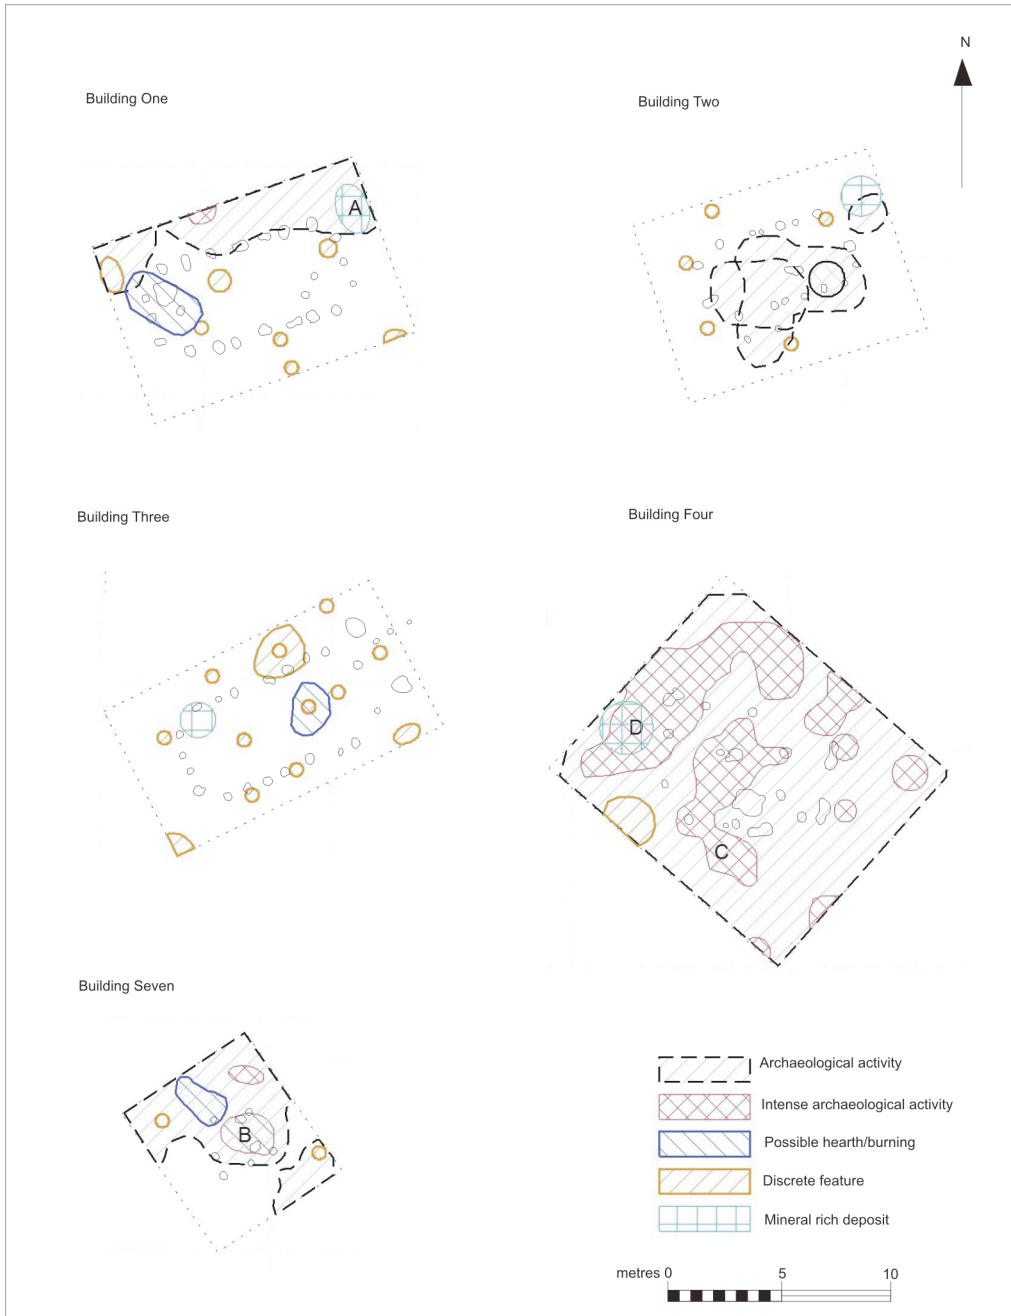 N
Building One
Building Two
A
Building Three
Building Four
D
C
Building Seven
B
Archaeological activity
Intense archaeological activity
Possible hearth/burning
Discrete feature
Mineral rich deposit
metres 0 5 10